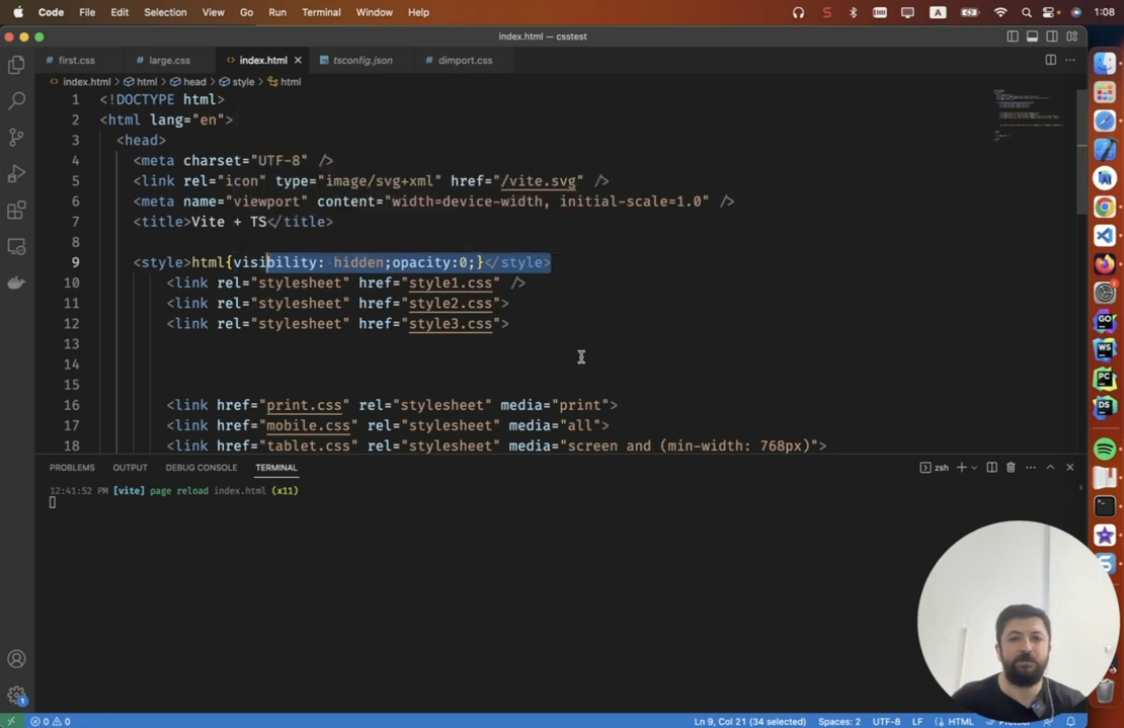 Code File Edit Selection View Go Run Terminal Window Help
S A 1:08
index.html — csstest
# first.css # large.css <> index.html × tsconfig.json # dimport.css
<> index.html > html > head > style > html
1 <!DOCTYPE html>
2 <html lang="en">
3 <head>
4 <meta charset="UTF-8" />
5 <link rel="icon" type="image/svg+xml" href="/vite.svg" />
6 <meta name="viewport" content="width=device-width, initial-scale=1.0" />
7 <title>Vite + TS</title>
8
9 <style>html{visibility: hidden;opacity:0;}</style>
10 <link rel="stylesheet" href="style1.css" />
11 <link rel="stylesheet" href="style2.css">
12 <link rel="stylesheet" href="style3.css">
13
14
15
16 <link href="print.css" rel="stylesheet" media="print">
17 <link href="mobile.css" rel="stylesheet" media="all">
18 <link href="tablet.css" rel="stylesheet" media="screen and (min-width: 768px)">
PROBLEMS OUTPUT DEBUG CONSOLE TERMINAL zsh
12:41:52 PM [vite] page reload index.html (x11)
GO
WS
PC
DS
1
0 0 Ln 9, Col 21 (34 selected) Spaces: 2 UTF-8 LF HTML Prettier